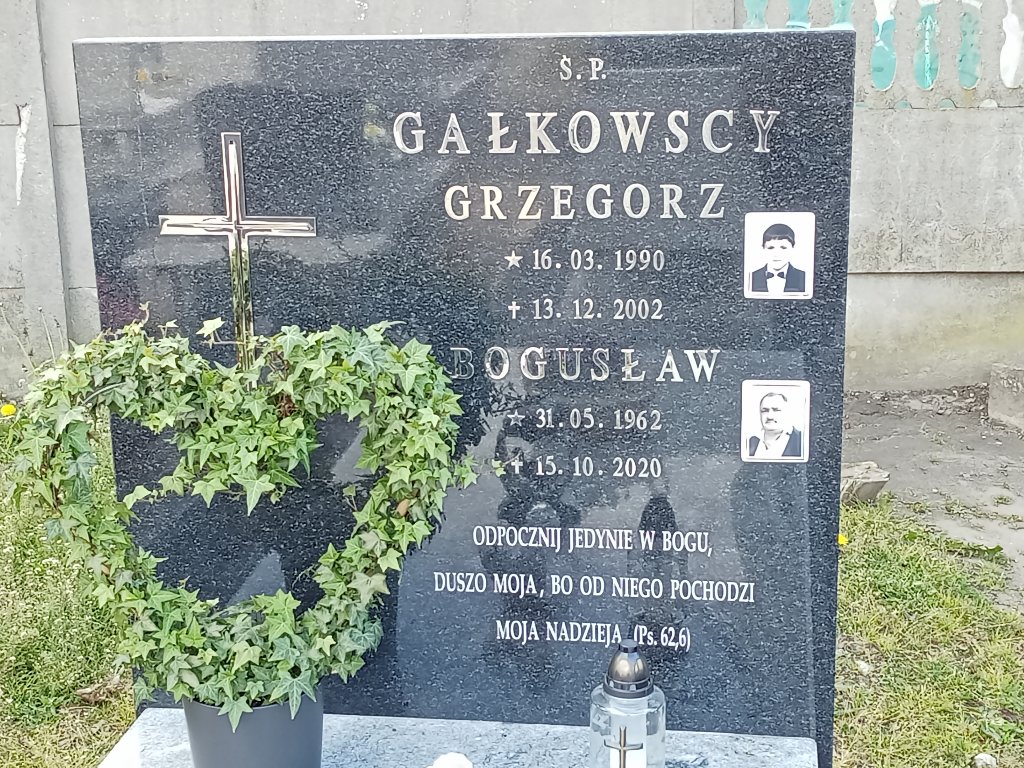 Ś. P.
GAŁKOWSCY
GRZEGORZ
★ 16. 03. 1990
✝ 13. 12. 2002
BOGUSŁAW
★ 31. 05. 1962
✝ 15. 10. 2020
ODPOCZNIJ JEDYNIE W BOGU,
DUSZO MOJA, BO OD NIEGO POCHODZI
MOJA NADZIEJA (Ps. 62,6)